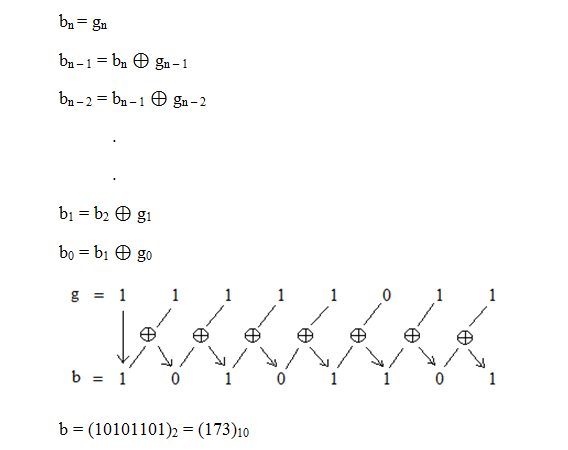 bₙ = gₙ
bₙ₋₁ = bₙ ⊕ gₙ₋₁
bₙ₋₂ = bₙ₋₁ ⊕ gₙ₋₂
.
.
b₁ = b₂ ⊕ g₁
b₀ = b₁ ⊕ g₀
g = 1 1 1 1 1 0 1 1
⊕ ⊕ ⊕ ⊕ ⊕ ⊕ ⊕
b = 1 0 1 0 1 1 0 1
b = (10101101)₂ = (173)₁₀